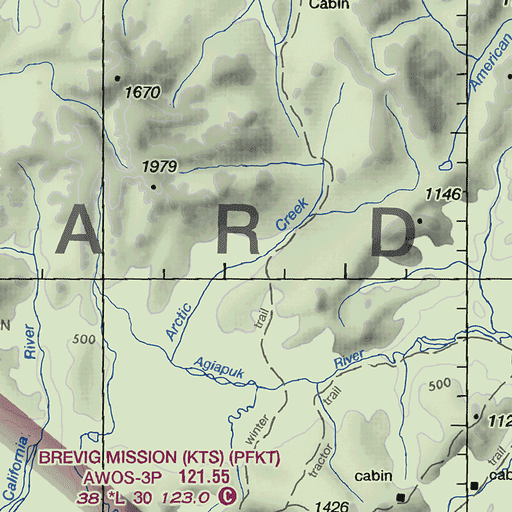 Cabin
American
1670
1979
1146
Creek
A R D
Arctic
trail
River
N
500
Agiapuk
River
500
trail
winter
tractor
112
trail
California
BREVIG MISSION (KTS) (PFKT)
AWOS-3P 121.55
38 *L 30 123.0 C
cabin
cab
1426